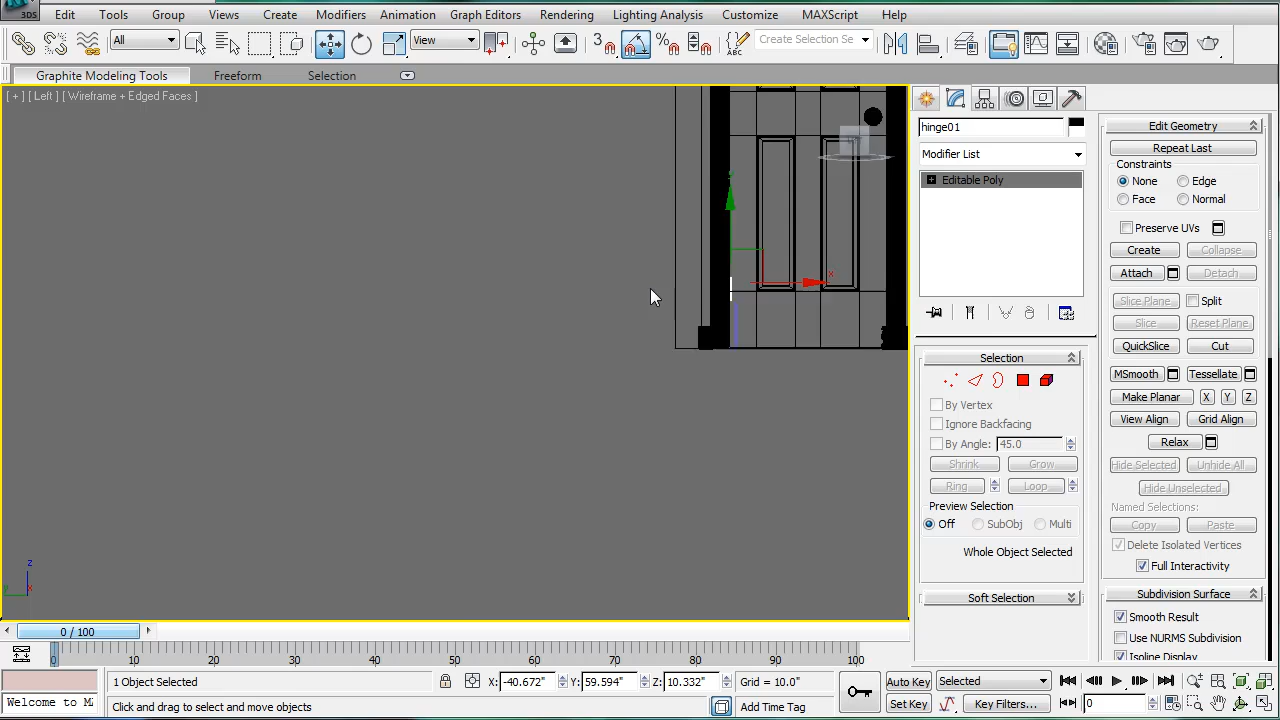 3DS Edit Tools Group Views Create Modifiers Animation Graph Editors Rendering Lighting Analysis Customize MAXScript Help
All View 3 Create Selection Se
Graphite Modeling Tools Freeform Selection
[ + ] [ Left ] [ Wireframe + Edged Faces ]
hinge01
Modifier List
Editable Poly
Selection
By Vertex
Ignore Backfacing
By Angle: 45.0
Shrink Grow
Ring Loop
Preview Selection
Off SubObj Multi
Whole Object Selected
Soft Selection
Edit Geometry
Repeat Last
Constraints
None Edge
Face Normal
Preserve UVs
Create Collapse
Attach Detach
Slice Plane Split
Slice Reset Plane
QuickSlice Cut
MSmooth Tessellate
Make Planar X Y Z
View Align Grid Align
Relax
Hide Selected Unhide All
Hide Unselected
Named Selections:
Copy Paste
Delete Isolated Vertices
Full Interactivity
Subdivision Surface
Smooth Result
Use NURMS Subdivision
Isoline Display
x
z
y x
0 / 100
0 10 20 30 40 50 60 70 80 90 100
1 Object Selected X: -40.672" Y: 59.594" Z: 10.332" Grid = 10.0" Auto Key Selected
Welcome to M Click and drag to select and move objects Add Time Tag Set Key Key Filters... 0